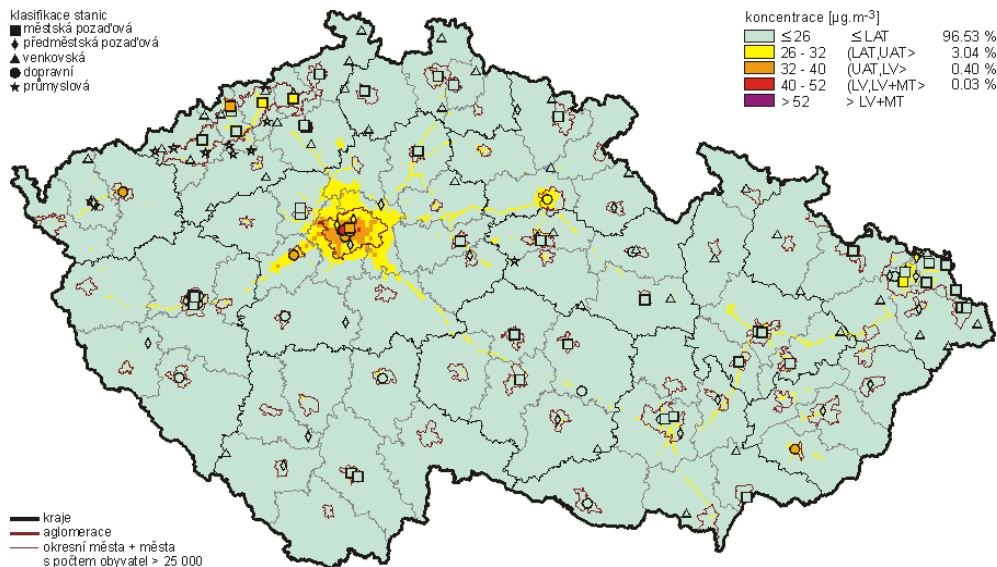 klasifikace stanic
městská pozaďová
předměstská pozaďová
venkovská
dopravní
průmyslová
koncentrace [µg.m-3]
≤26 ≤LAT 96.53 %
26 - 32 (LAT,UAT> 3.04 %
32 - 40 (UAT,LV> 0.40 %
40 - 52 (LV,LV+MT> 0.03 %
> 52 > LV+MT
kraje
aglomerace
okresní města + města
s počtem obyvatel > 25 000